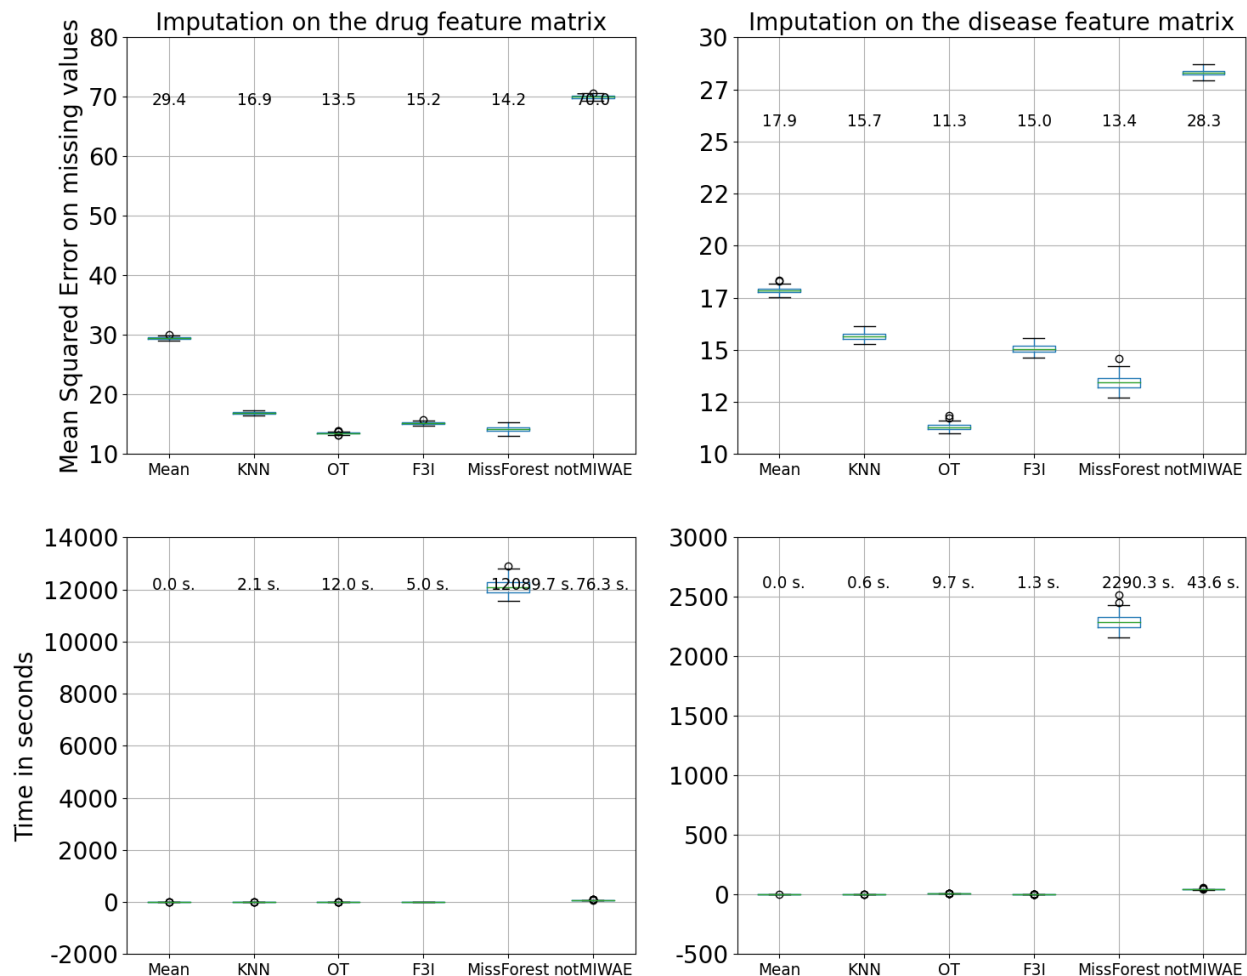 Imputation on the drug feature matrix
Mean Squared Error on missing values
80
70
60
50
40
30
20
10
29.4 16.9 13.5 15.2 14.2 70.0
Mean KNN OT F3I MissForest notMIWAE
Imputation on the disease feature matrix
30
27
25
22
20
17
15
12
10
17.9 15.7 11.3 15.0 13.4 28.3
Mean KNN OT F3I MissForest notMIWAE
Time in seconds
14000
12000
10000
8000
6000
4000
2000
0
-2000
0.0 s. 2.1 s. 12.0 s. 5.0 s. 12089.7 s. 76.3 s.
Mean KNN OT F3I MissForest notMIWAE
3000
2500
2000
1500
1000
500
0
-500
0.0 s. 0.6 s. 9.7 s. 1.3 s. 2290.3 s. 43.6 s.
Mean KNN OT F3I MissForest notMIWAE